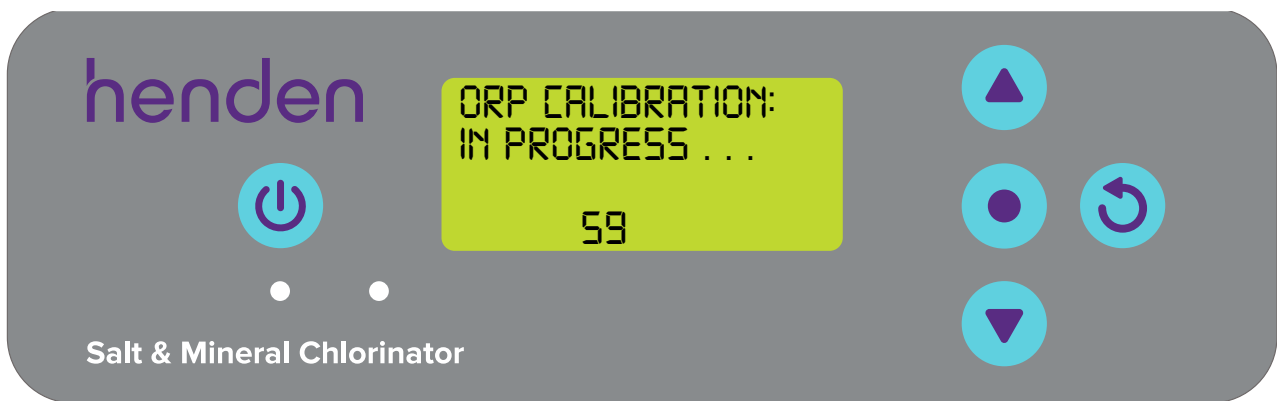 henden
ORP CALIBRATION:
IN PROGRESS . . .
59
Salt & Mineral Chlorinator